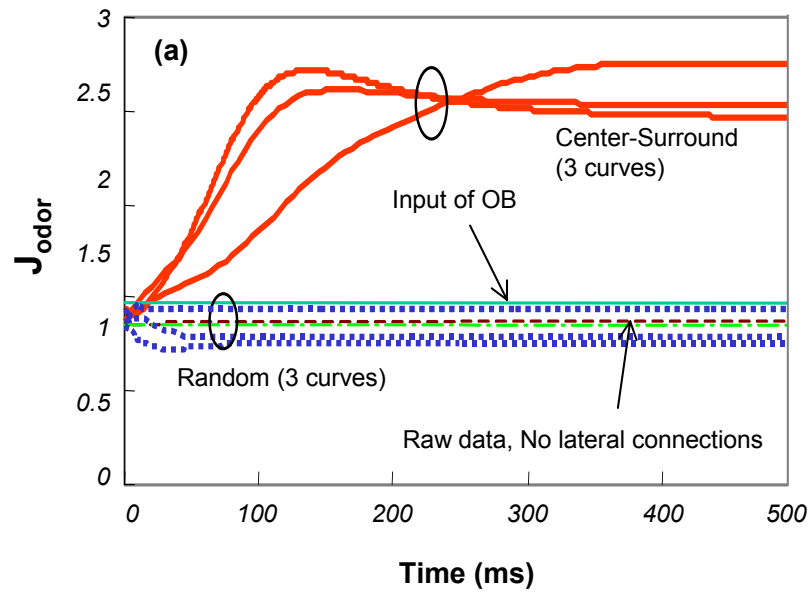 (a)
3
2.5
2
1.5
1
0.5
0
J odor
Center-Surround
(3 curves)
Input of OB
Random (3 curves)
Raw data, No lateral connections
0 100 200 300 400 500
Time (ms)